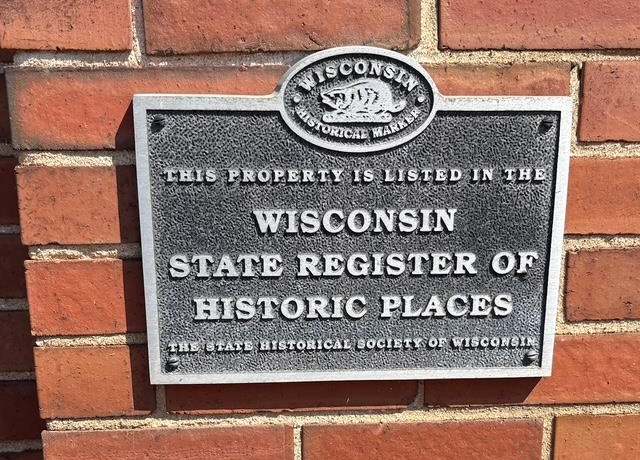 WISCONSIN
HISTORICAL MARKER
THIS PROPERTY IS LISTED IN THE
WISCONSIN
STATE REGISTER OF
HISTORIC PLACES
THE STATE HISTORICAL SOCIETY OF WISCONSIN